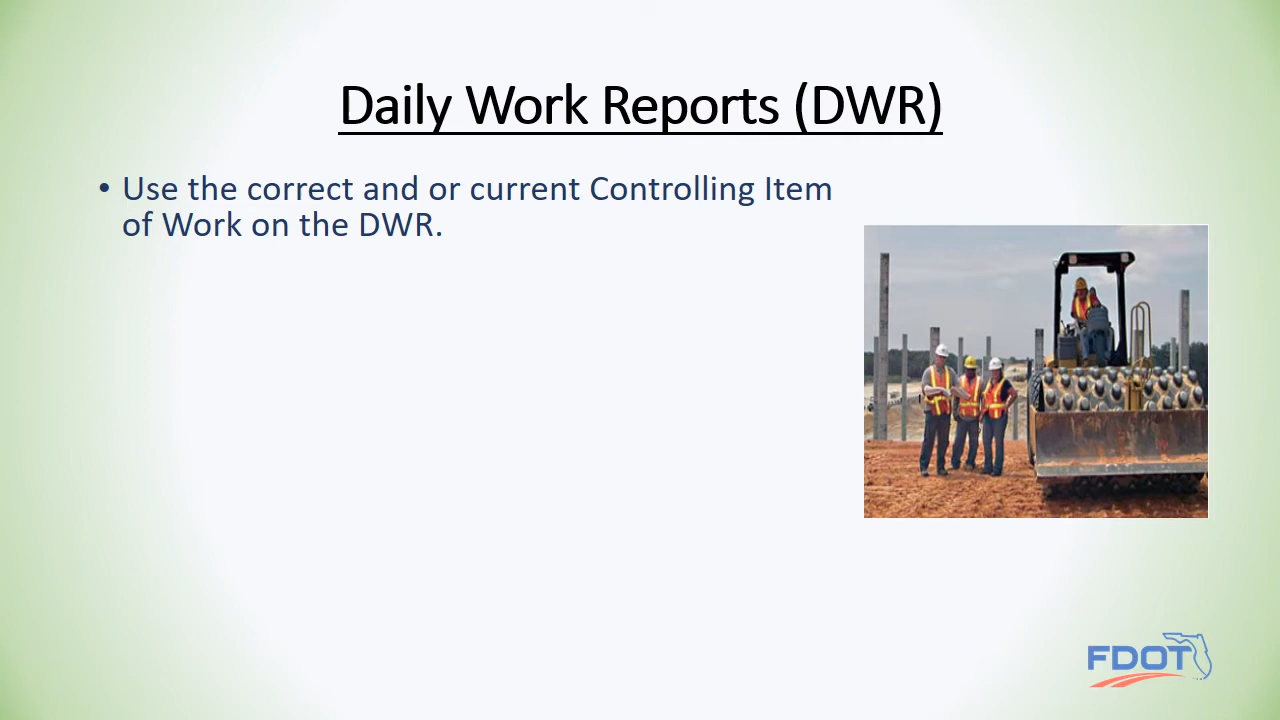 Daily Work Reports (DWR)
• Use the correct and or current Controlling Item
of Work on the DWR.
FDOT